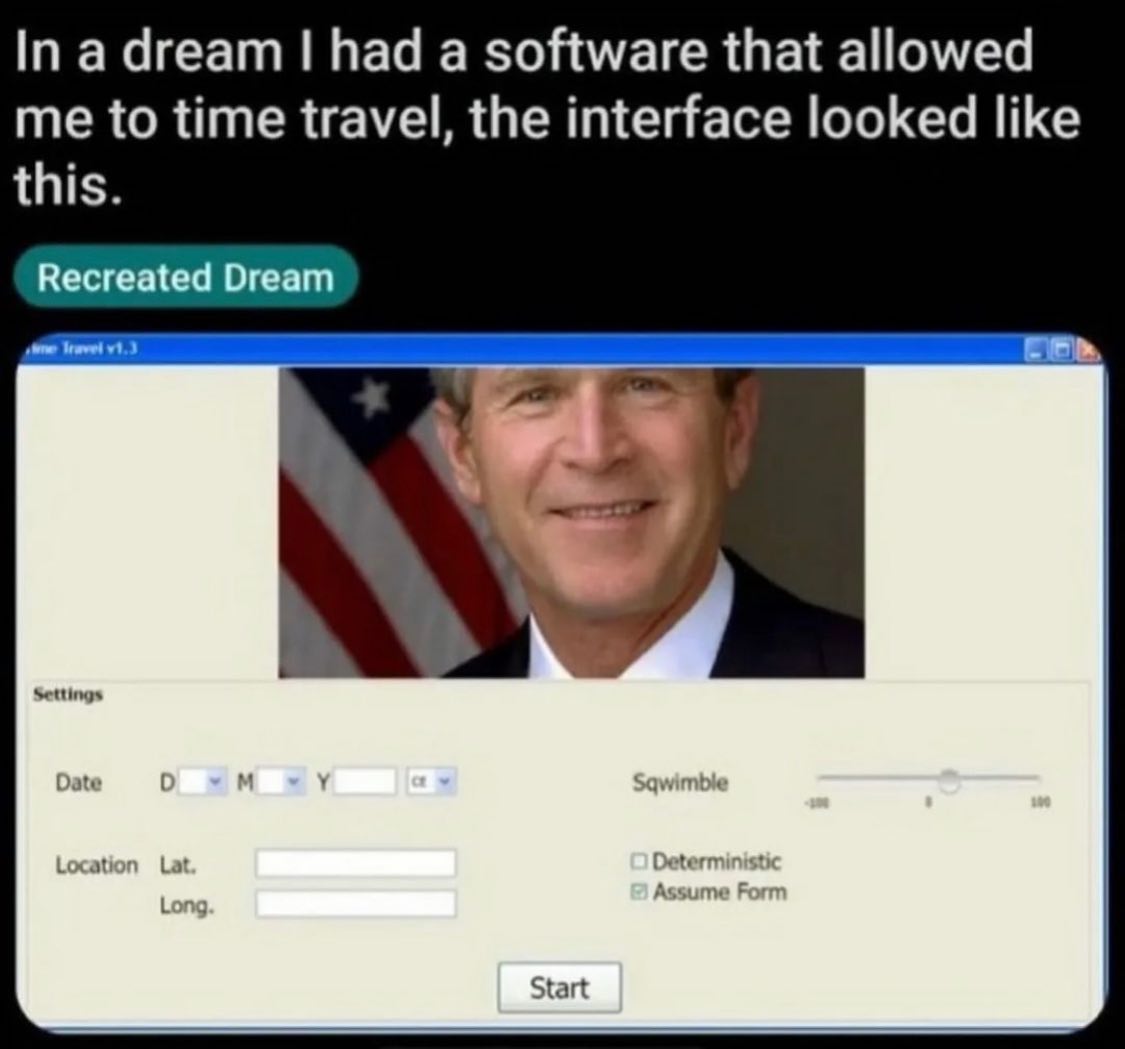 In a dream I had a software that allowed
me to time travel, the interface looked like
this.
Recreated Dream
ime Travel v1.3
Settings
Date D M Y CE
Sqwimble
-100 0 100
Location Lat.
Long.
Deterministic
Assume Form
Start